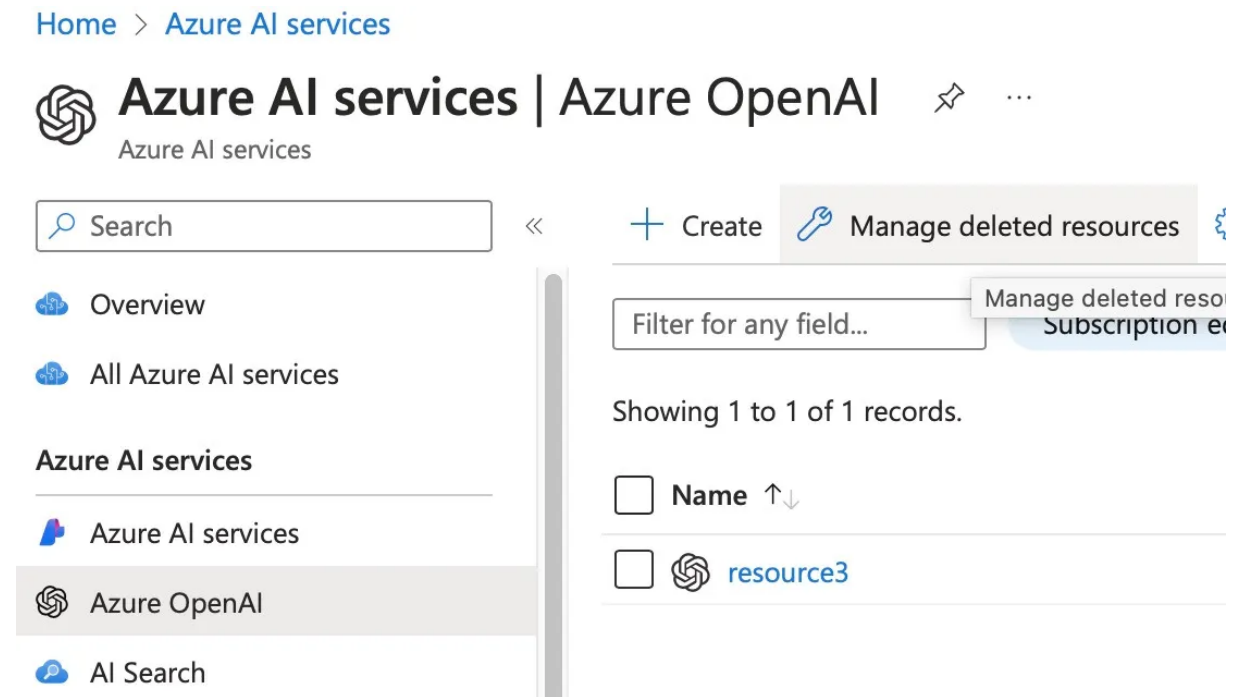 Home > Azure AI services
Azure AI services | Azure OpenAI
Azure AI services
Search
Overview
All Azure AI services
Azure AI services
Azure AI services
Azure OpenAI
AI Search
Create
Manage deleted resources
Manage deleted
Filter for any field...
Subscription
Showing 1 to 1 of 1 records.
Name
resource3